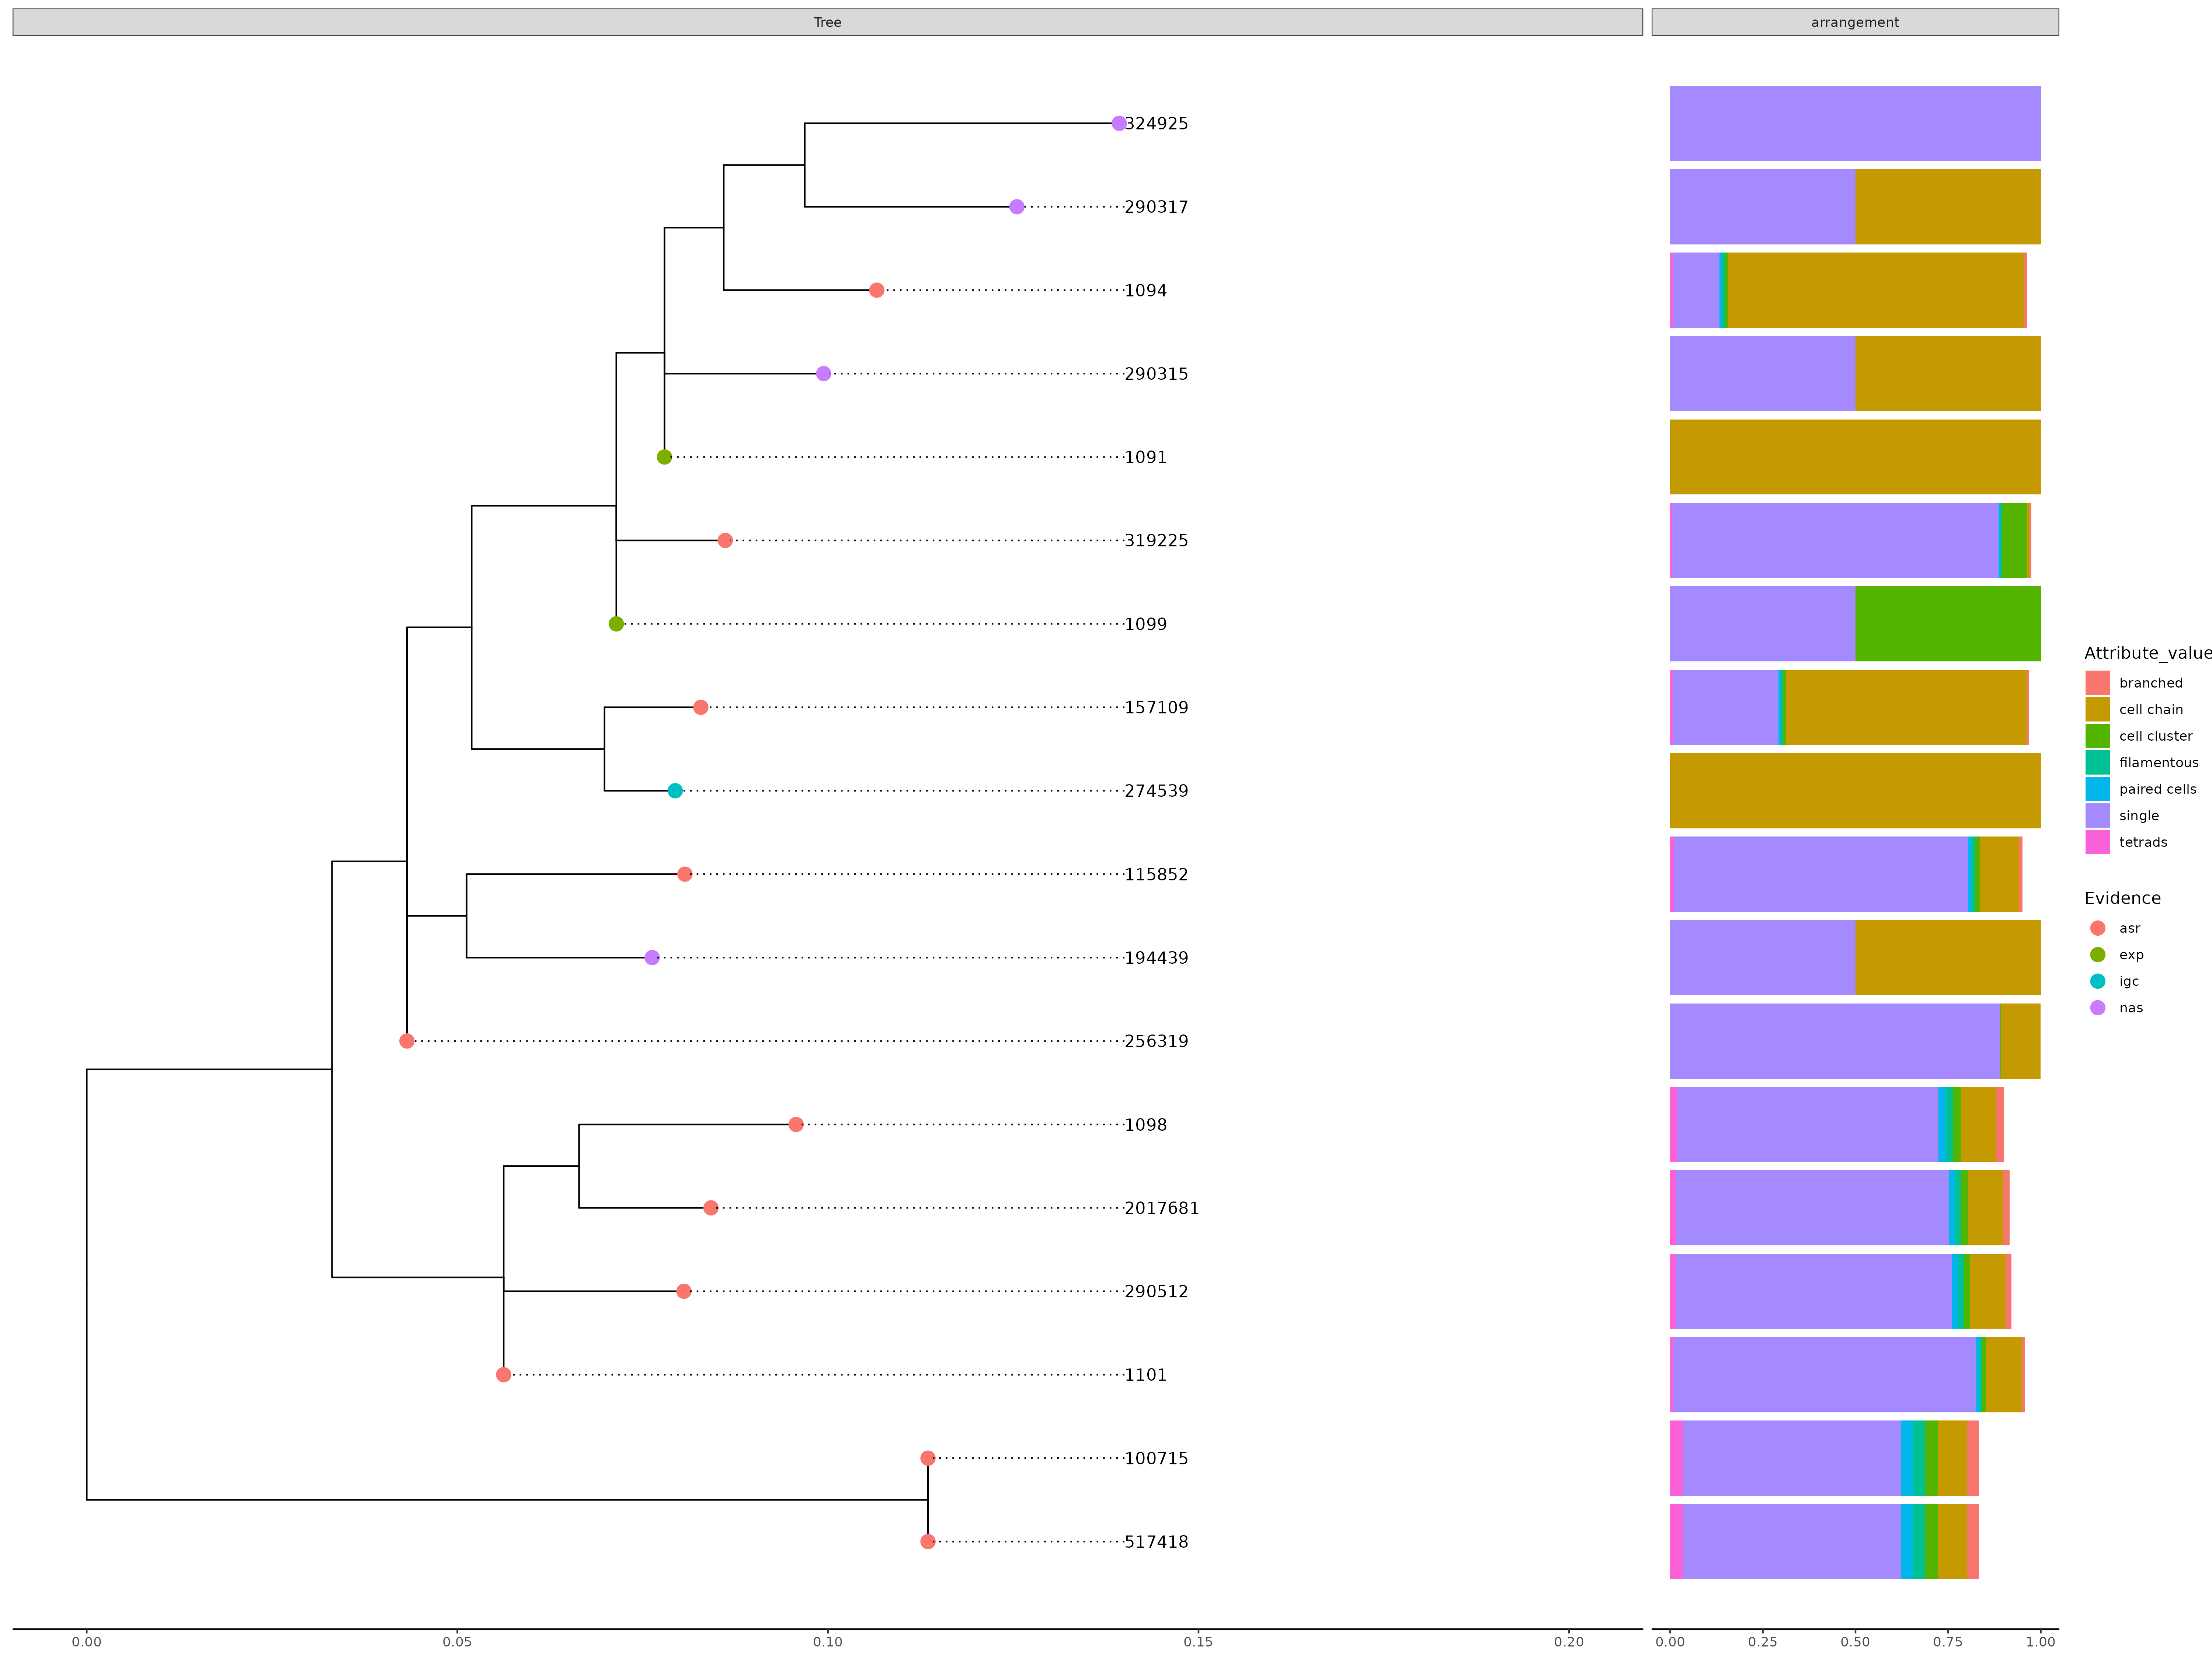 Tree
arrangement
324925
290317
1094
290315
1091
319225
1099
157109
274539
115852
194439
256319
1098
2017681
290512
1101
100715
517418
0.00 0.05 0.10 0.15 0.20
0.00 0.25 0.50 0.75 1.00
Attribute_value
branched
cell chain
cell cluster
filamentous
paired cells
single
tetrads
Evidence
asr
exp
igc
nas